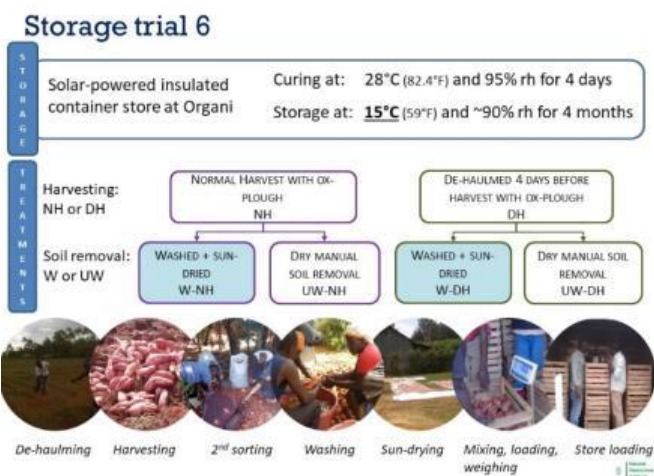 Storage trial 6
STORAGE
Solar-powered insulated
container store at Organi
Curing at: 28°C (82.4°F) and 95% rh for 4 days
Storage at: 15°C (59°F) and ~90% rh for 4 months
TREATMENTS
Harvesting:
NH or DH
NORMAL HARVEST WITH OX-
PLOUGH
NH
DE-HAULMED 4 DAYS BEFORE
HARVEST WITH OX-PLOUGH
DH
Soil removal:
W or UW
WASHED + SUN-
DRIED
W-NH
DRY MANUAL
SOIL REMOVAL
UW-NH
WASHED + SUN-
DRIED
W-DH
DRY MANUAL SOIL
REMOVAL
UW-DH
De-haulming
Harvesting
2nd sorting
Washing
Sun-drying
Mixing, loading,
weighing
Store loading